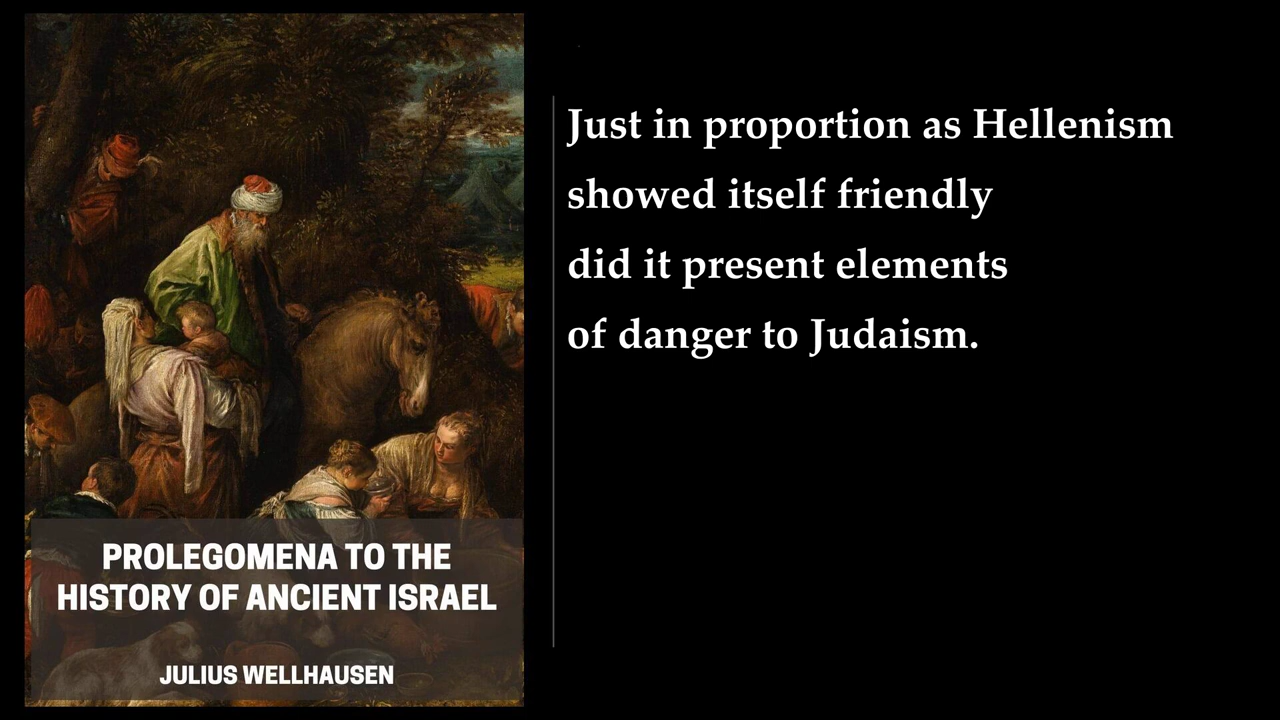 Just in proportion as Hellenism
showed itself friendly
did it present elements
of danger to Judaism.
PROLEGOMENA TO THE
HISTORY OF ANCIENT ISRAEL
JULIUS WELLHAUSEN